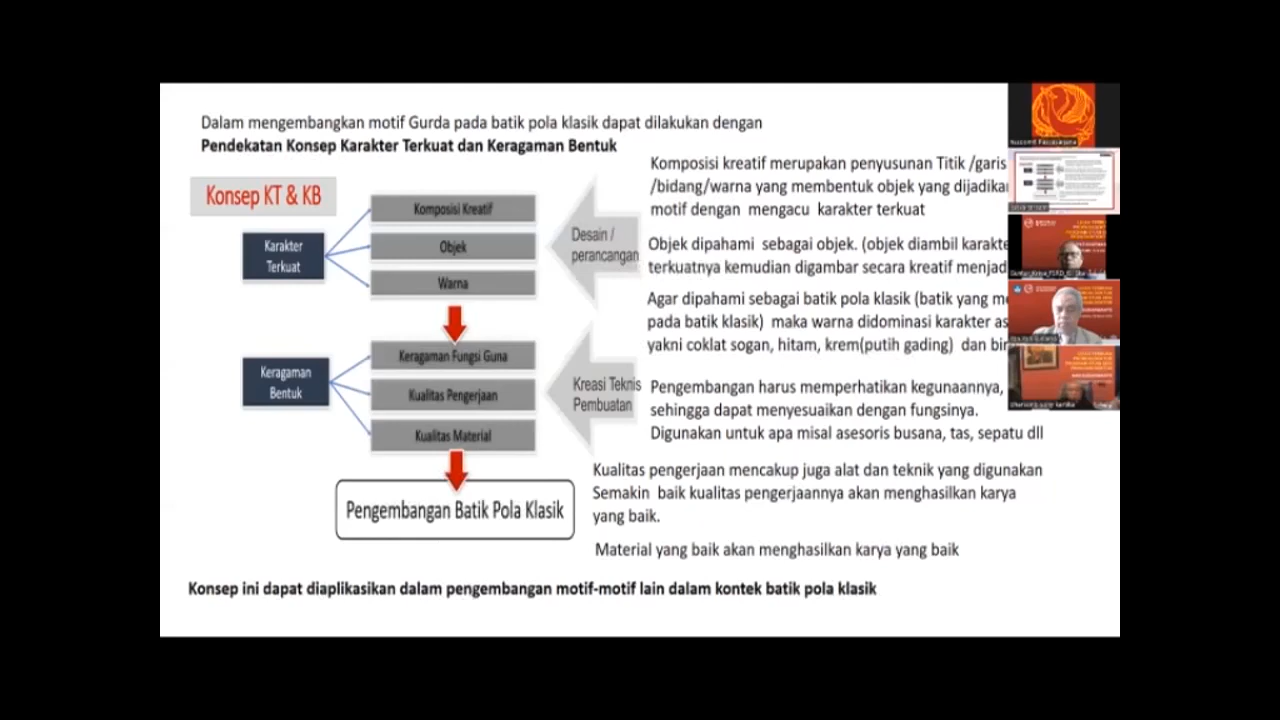 Dalam mengembangkan motif Gurda pada batik pola klasik dapat dilakukan dengan
Pendekatan Konsep Karakter Terkuat dan Keragaman Bentuk
Konsep KT & KB
Karakter
Terkuat
Komposisi Kreatif
Objek
Warna
Desain /
perancangan
Keragaman
Bentuk
Keragaman Fungsi Guna
Kualitas Pengerjaan
Kualitas Material
Kreasi Teknis
Pembuatan
Pengembangan Batik Pola Klasik
Komposisi kreatif merupakan penyusunan Titik /garis
/bidang/warna yang membentuk objek yang dijadika
motif dengan mengacu karakter terkuat
Objek dipahami sebagai objek. (objek diambil karakte
terkuatnya kemudian digambar secara kreatif menjad
Agar dipahami sebagai batik pola klasik (batik yang me
pada batik klasik) maka warna didominasi karakter as
yakni coklat sogan, hitam, krem(putih gading) dan bir
Pengembangan harus memperhatikan kegunaannya,
sehingga dapat menyesuaikan dengan fungsinya.
Digunakan untuk apa misal asesoris busana, tas, sepatu dll
Kualitas pengerjaan mencakup juga alat dan teknik yang digunakan
Semakin baik kualitas pengerjaannya akan menghasilkan karya
yang baik.
Material yang baik akan menghasilkan karya yang baik
Konsep ini dapat diaplikasikan dalam pengembangan motif-motif lain dalam kontek batik pola klasik